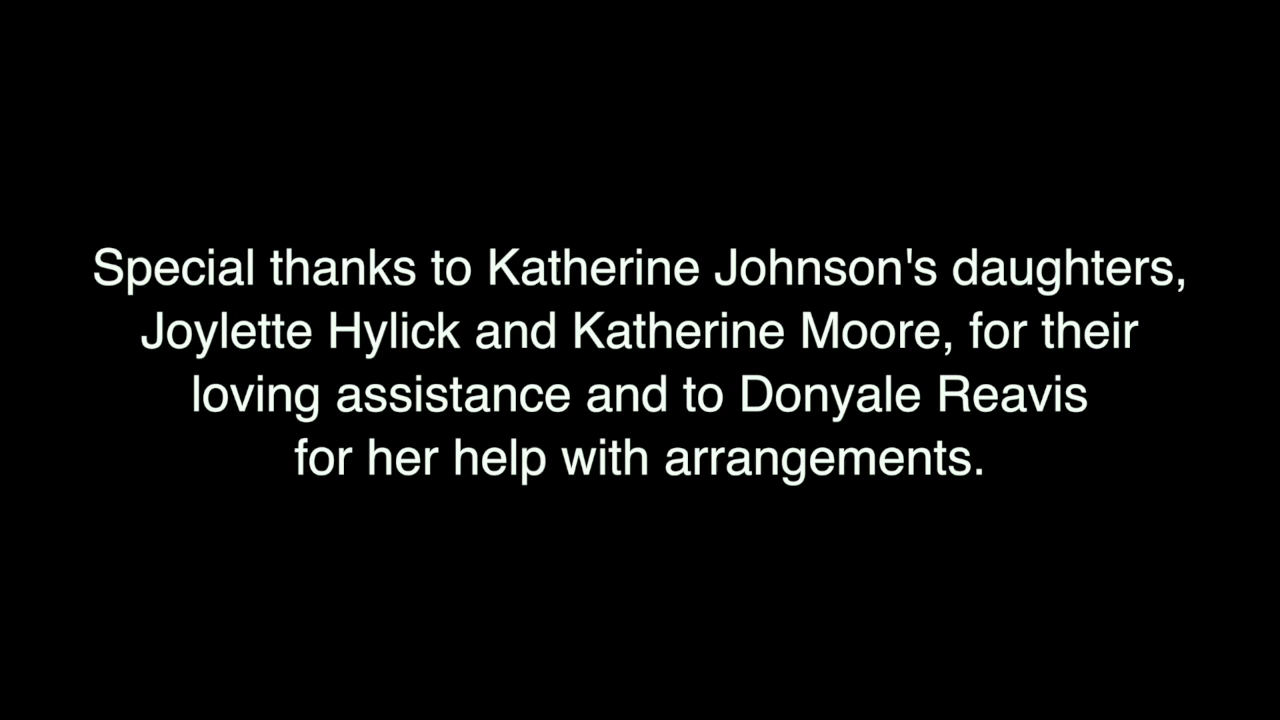 Special thanks to Katherine Johnson's daughters,
Joylette Hylick and Katherine Moore, for their
loving assistance and to Donyale Reavis
for her help with arrangements.